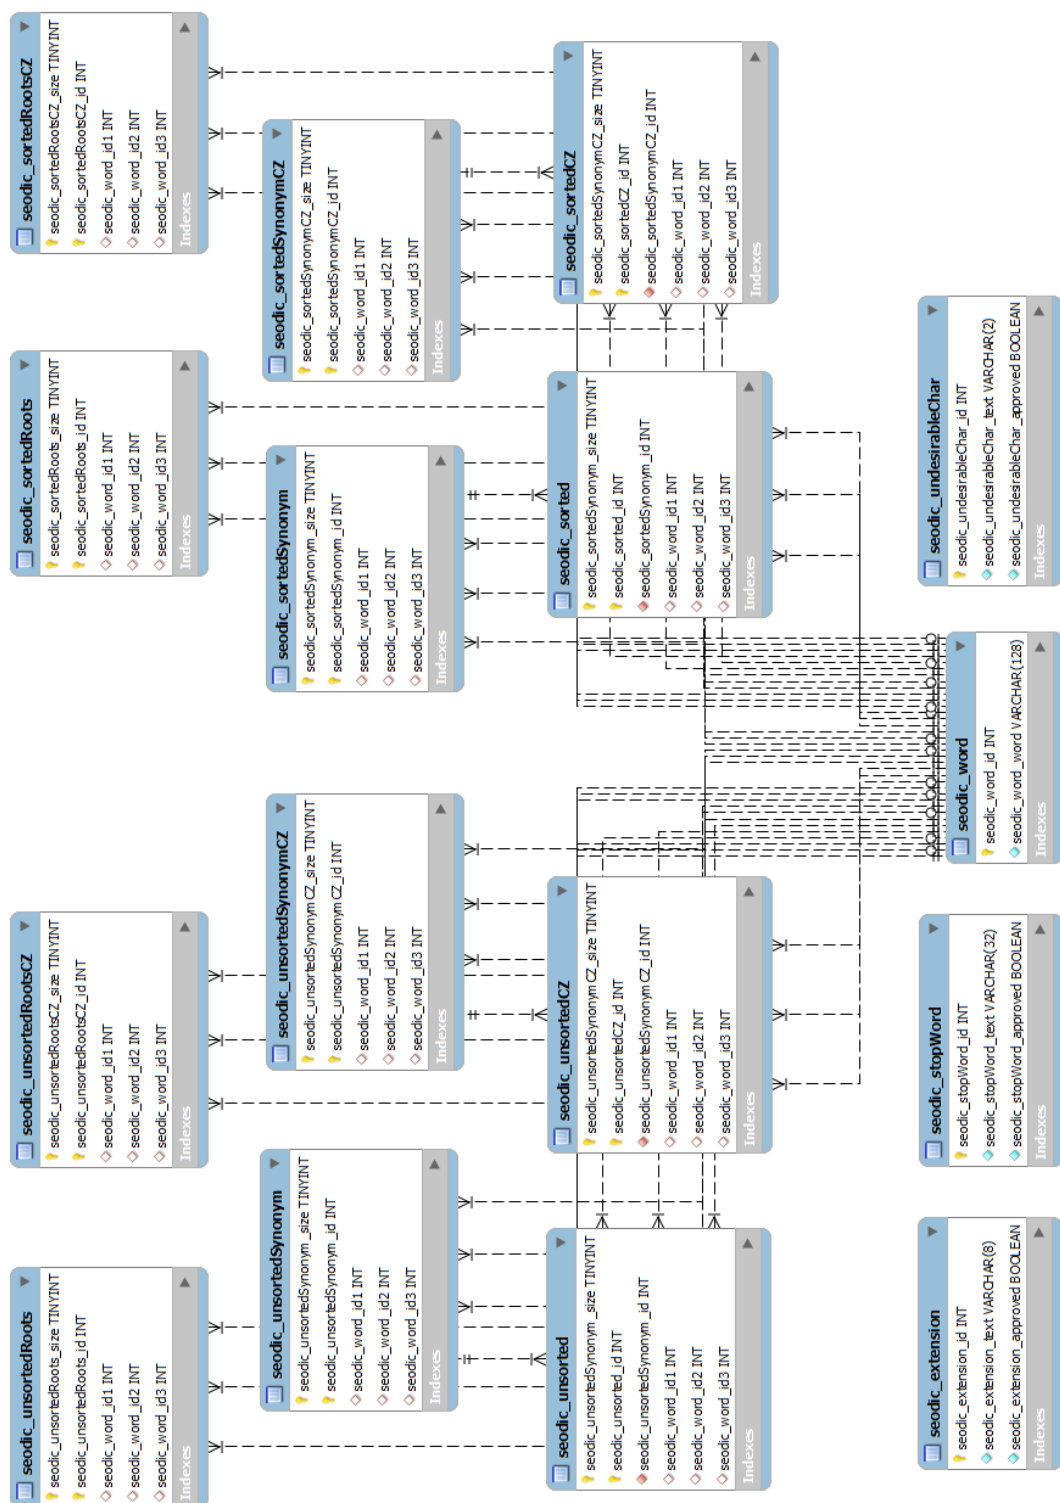 seodic_unsortedRoots
seodic_unsortedRoots_size TINYINT
seodic_unsortedRoots_id INT
seodic_word_id1 INT
seodic_word_id2 INT
seodic_word_id3 INT
Indexes
seodic_unsortedRootsCZ
seodic_unsortedRootsCZ_size TINYINT
seodic_unsortedRootsCZ_id INT
seodic_word_id1 INT
seodic_word_id2 INT
seodic_word_id3 INT
Indexes
seodic_sortedRoots
seodic_sortedRoots_size TINYINT
seodic_sortedRoots_id INT
seodic_word_id1 INT
seodic_word_id2 INT
seodic_word_id3 INT
Indexes
seodic_sortedRootsCZ
seodic_sortedRootsCZ_size TINYINT
seodic_sortedRootsCZ_id INT
seodic_word_id1 INT
seodic_word_id2 INT
seodic_word_id3 INT
Indexes
seodic_unsortedSynonym
seodic_unsortedSynonym_size TINYINT
seodic_unsortedSynonym_id INT
seodic_word_id1 INT
seodic_word_id2 INT
seodic_word_id3 INT
Indexes
seodic_unsortedSynonymCZ
seodic_unsortedSynonymCZ_size TINYINT
seodic_unsortedSynonymCZ_id INT
seodic_word_id1 INT
seodic_word_id2 INT
seodic_word_id3 INT
Indexes
seodic_sortedSynonym
seodic_sortedSynonym_size TINYINT
seodic_sortedSynonym_id INT
seodic_word_id1 INT
seodic_word_id2 INT
seodic_word_id3 INT
Indexes
seodic_sortedSynonymCZ
seodic_sortedSynonymCZ_size TINYINT
seodic_sortedSynonymCZ_id INT
seodic_word_id1 INT
seodic_word_id2 INT
seodic_word_id3 INT
Indexes
seodic_unsorted
seodic_unsortedSynonym_size TINYINT
seodic_unsorted_id INT
seodic_unsortedSynonym_id INT
seodic_word_id1 INT
seodic_word_id2 INT
seodic_word_id3 INT
Indexes
seodic_unsortedCZ
seodic_unsortedSynonymCZ_size TINYINT
seodic_unsortedCZ_id INT
seodic_unsortedSynonymCZ_id INT
seodic_word_id1 INT
seodic_word_id2 INT
seodic_word_id3 INT
Indexes
seodic_sorted
seodic_sortedSynonym_size TINYINT
seodic_sorted_id INT
seodic_sortedSynonym_id INT
seodic_word_id1 INT
seodic_word_id2 INT
seodic_word_id3 INT
Indexes
seodic_sortedCZ
seodic_sortedSynonymCZ_size TINYINT
seodic_sortedCZ_id INT
seodic_sortedSynonymCZ_id INT
seodic_word_id1 INT
seodic_word_id2 INT
seodic_word_id3 INT
Indexes
seodic_extension
seodic_extension_id INT
seodic_extension_text VARCHAR(8)
seodic_extension_approved BOOLEAN
Indexes
seodic_stopWord
seodic_stopWord_id INT
seodic_stopWord_text VARCHAR(32)
seodic_stopWord_approved BOOLEAN
Indexes
seodic_word
seodic_word_id INT
seodic_word_word VARCHAR(128)
Indexes
seodic_undesirableChar
seodic_undesirableChar_id INT
seodic_undesirableChar_text VARCHAR(2)
seodic_undesirableChar_approved BOOLEAN
Indexes